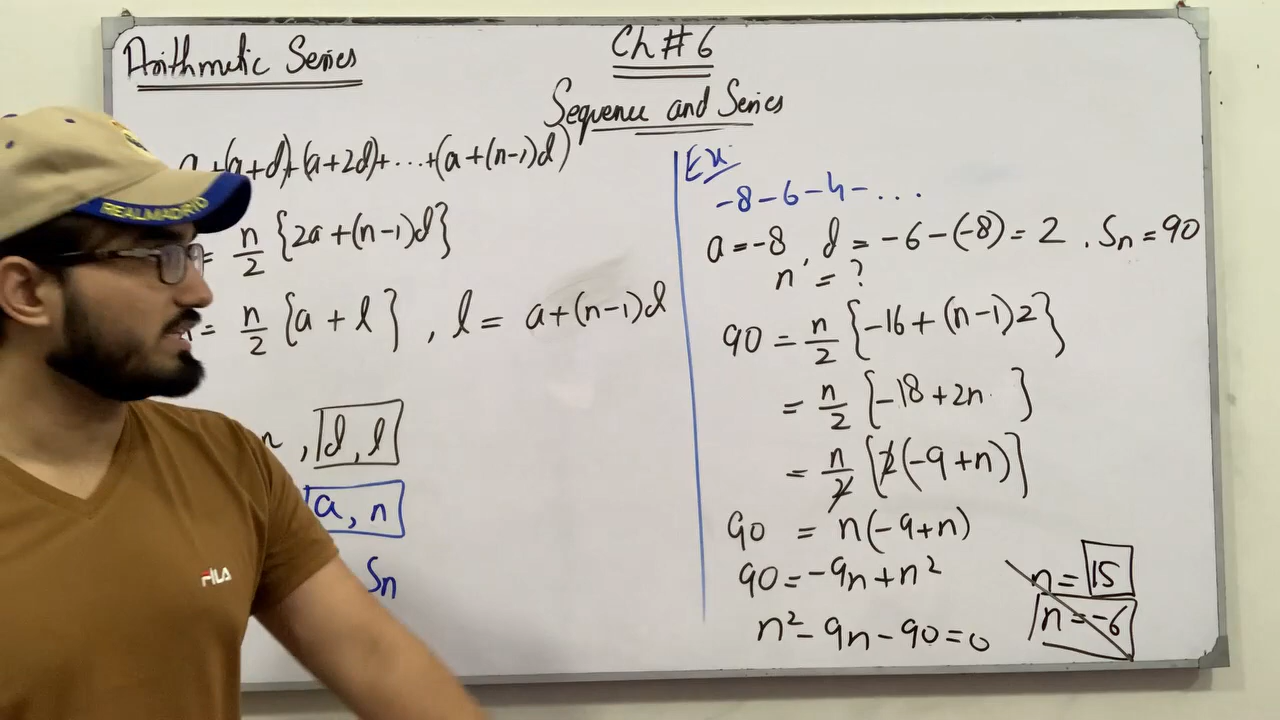 Arithmetic Series
Ch # 6
Sequence and Series
+(a+d)+(a+2d)+...+(a+(n-1)d)
= n/2 {2a+(n-1)d}
= n/2 {a + l} , l = a+(n-1)d
n , d, l
a, n
Sn
Ex
-8-6-4-...
a = -8 , d = -6-(-8) = 2 , Sn = 90
n = ?
90 = n/2 {-16+(n-1)2}
= n/2 {-18+2n}
= n/2 {2(-9+n)}
90 = n(-9+n)
90 = -9n+n²
n²-9n-90=0
n = 15
n = -6
REALMADRID
FILA